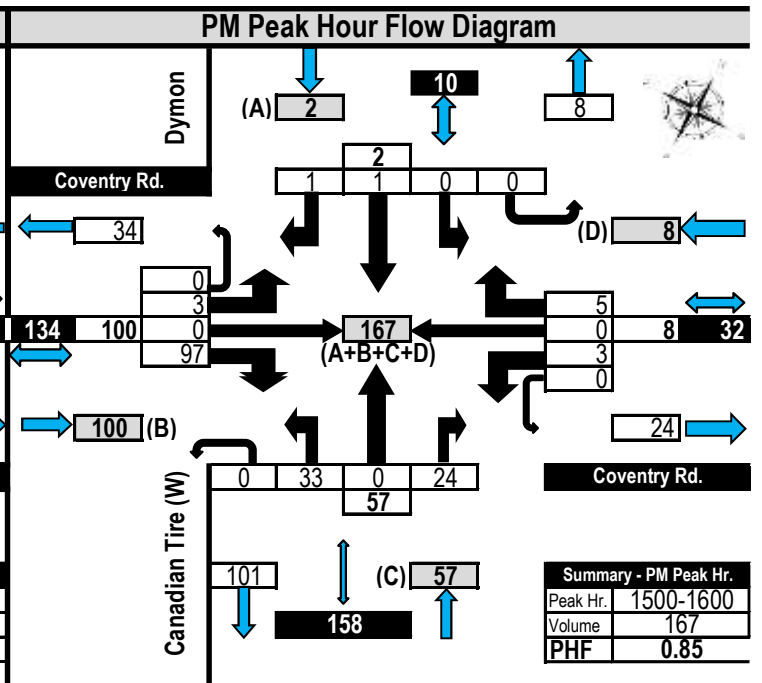 PM Peak Hour Flow Diagram
Dymon
(A) 2
10
8
2
1 1 0 0
Coventry Rd.
34
(D) 8
0
3
0
97
134 100
167
(A+B+C+D)
5
0
3
0
8 32
100 (B)
24
Coventry Rd.
Canadian Tire (W)
0 33 0 24
57
101
(C) 57
158
Summary - PM Peak Hr.
Peak Hr. 1500-1600
Volume 167
PHF 0.85